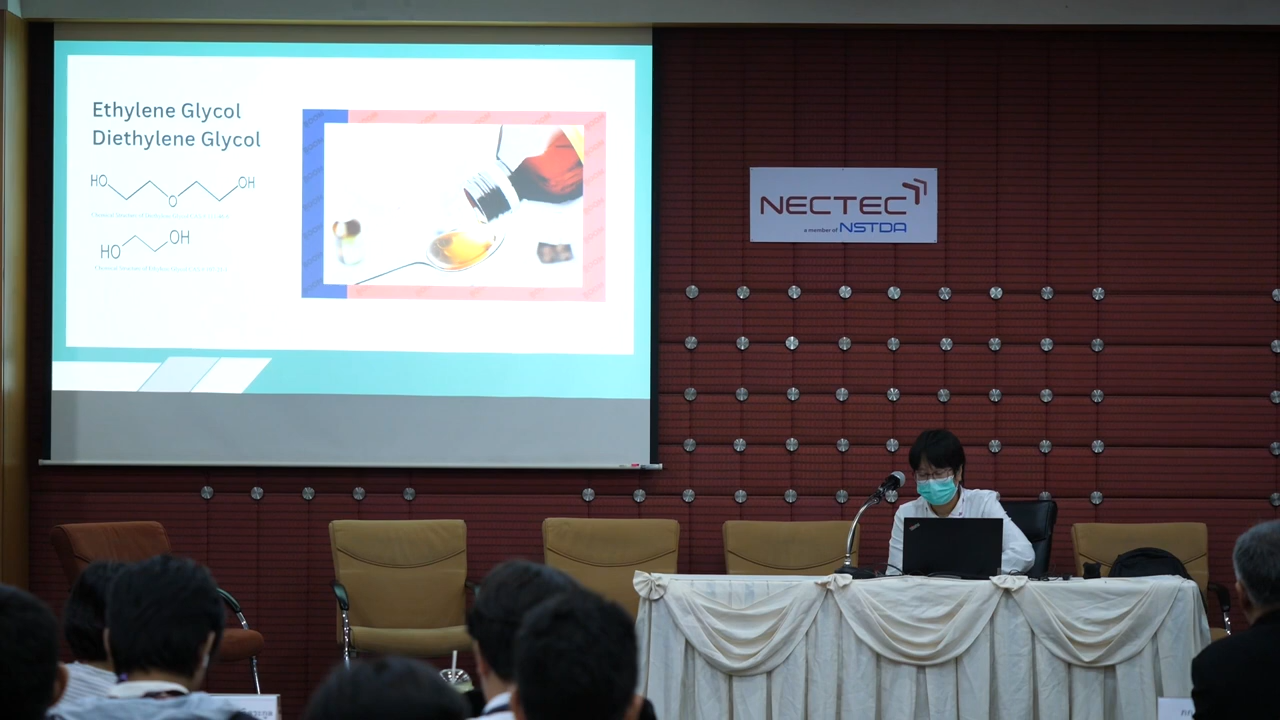 Ethylene Glycol
Diethylene Glycol
HO
O
OH
HO
OH
NECTEC
a member of NSTDA